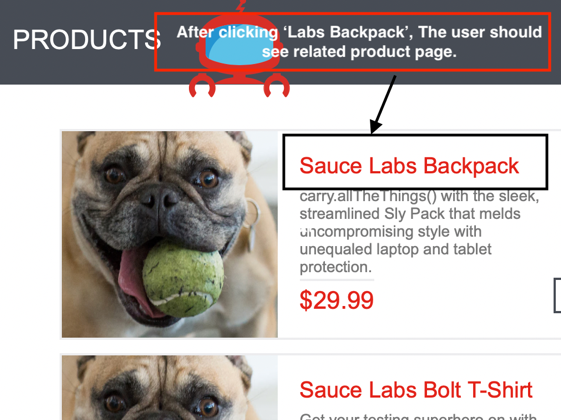 PRODUCTS
After clicking ‘Labs Backpack’, The user should
see related product page.
Sauce Labs Backpack
carry.allTheThings() with the sleek,
streamlined Sly Pack that melds
uncompromising style with
unequaled laptop and tablet
protection.
$29.99
Sauce Labs Bolt T-Shirt
Get your testing superhero on with